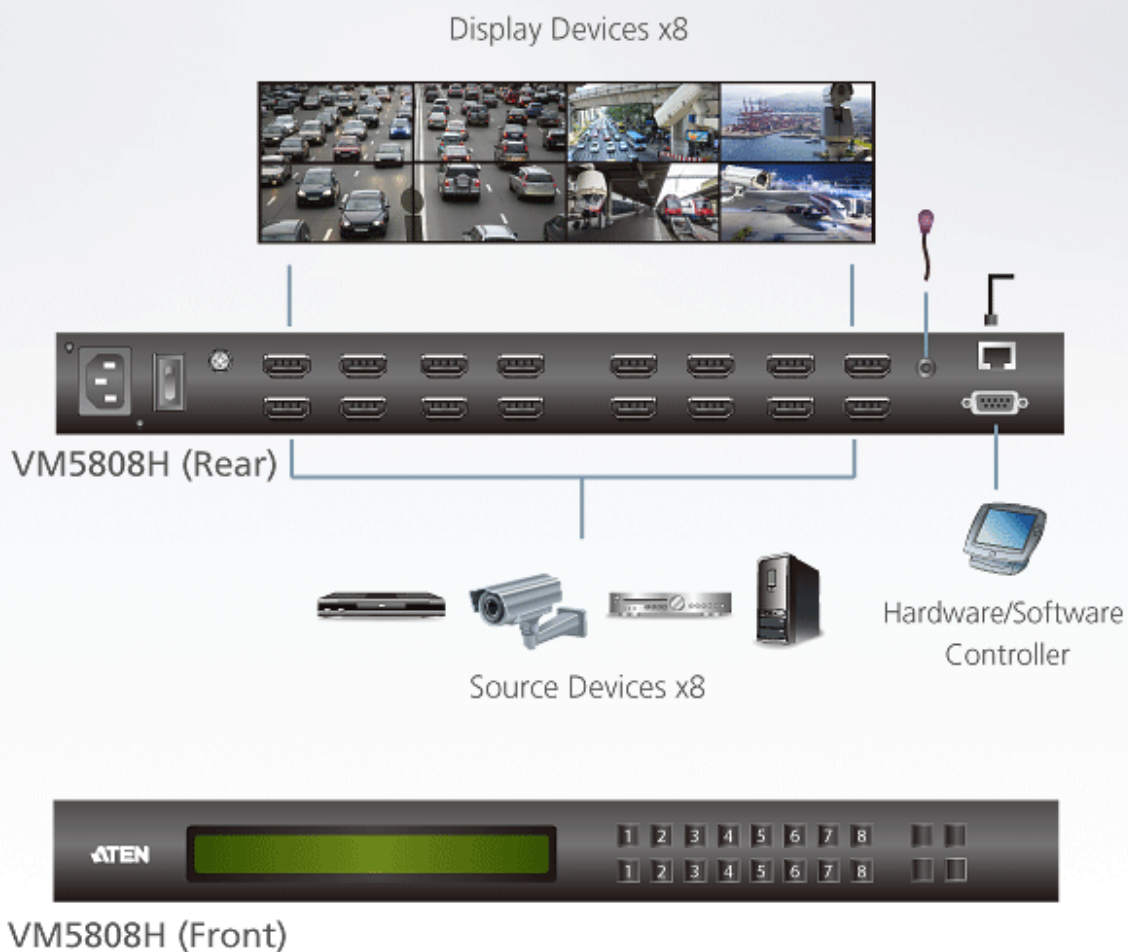 Display Devices x8
VM5808H (Rear)
Hardware/Software
Controller
Source Devices x8
ATEN
1 2 3 4 5 6 7 8
1 2 3 4 5 6 7 8
VM5808H (Front)